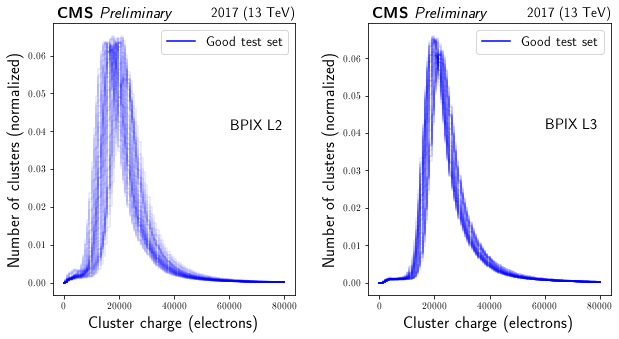 CMS Preliminary 2017 (13 TeV)
Good test set
BPIX L2
Number of clusters (normalized)
0.06
0.05
0.04
0.03
0.02
0.01
0.00
0 20000 40000 60000 80000
Cluster charge (electrons)
CMS Preliminary 2017 (13 TeV)
Good test set
BPIX L3
Number of clusters (normalized)
0.06
0.05
0.04
0.03
0.02
0.01
0.00
0 20000 40000 60000 80000
Cluster charge (electrons)